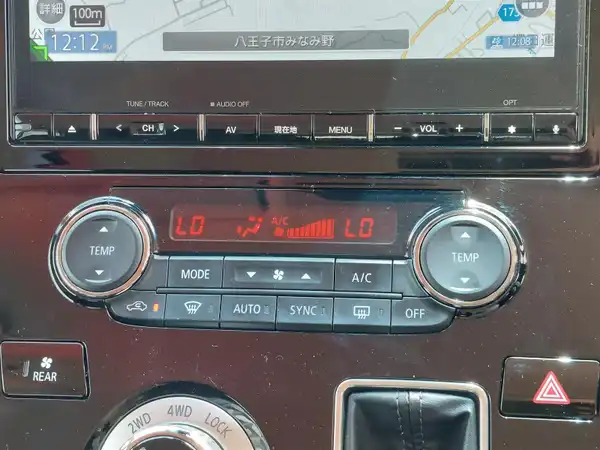 詳細
100m
12:12 PM
八王子市みなみ野
12:08
TUNE / TRACK
AUDIO OFF
OPT
< CH >
AV
現在地
MENU
− VOL +
TEMP
LO
A/C
LO
TEMP
MODE
A/C
AUTO
SYNC
OFF
REAR
2WD
4WD
LOCK